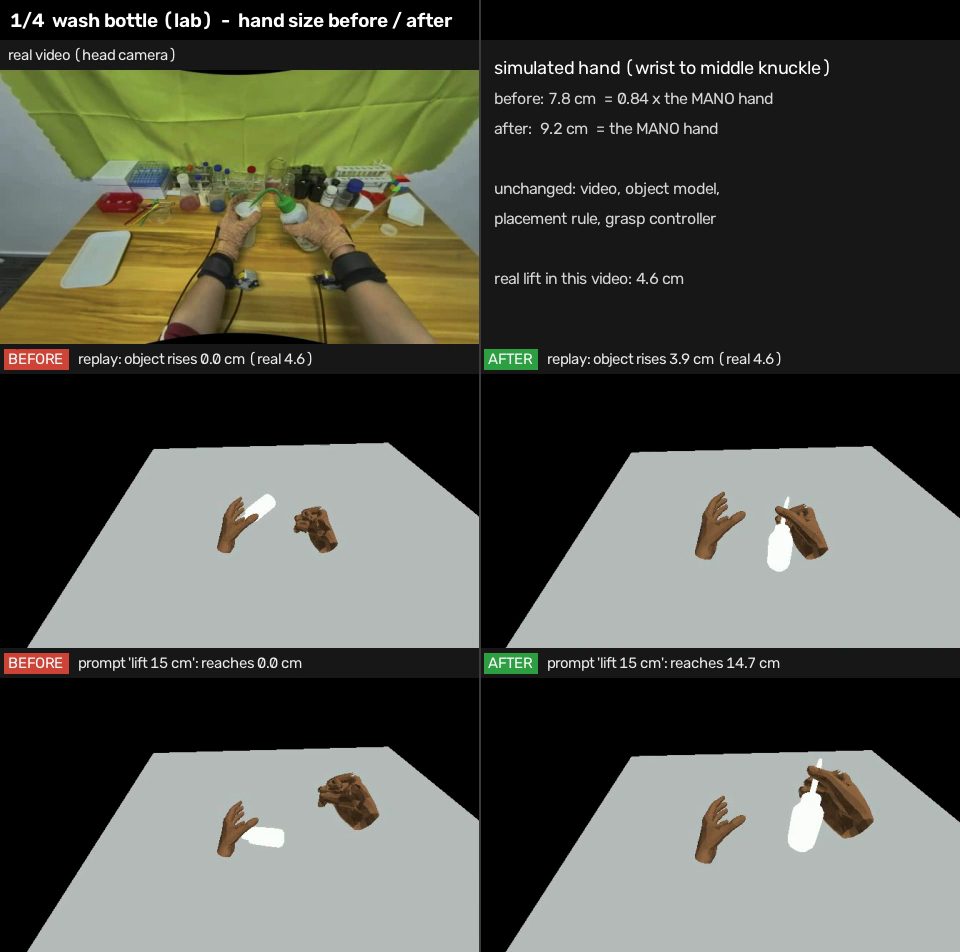 1/4 wash bottle (lab) - hand size before / after
real video (head camera)
simulated hand (wrist to middle knuckle)
before: 7.8 cm = 0.84 x the MANO hand
after: 9.2 cm = the MANO hand
unchanged: video, object model,
placement rule, grasp controller
real lift in this video: 4.6 cm
BEFORE replay: object rises 0.0 cm (real 4.6)
AFTER replay: object rises 3.9 cm (real 4.6)
BEFORE prompt 'lift 15 cm': reaches 0.0 cm
AFTER prompt 'lift 15 cm': reaches 14.7 cm